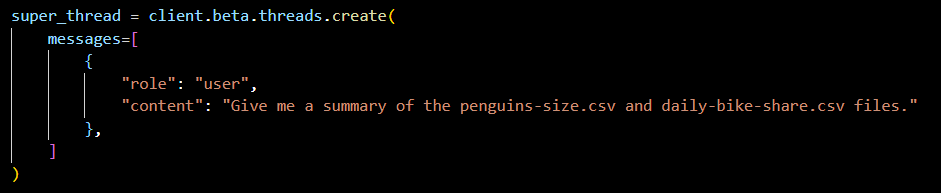 super_thread = client.beta.threads.create(
    messages=[
        {
            "role": "user",
            "content": "Give me a summary of the penguins-size.csv and daily-bike-share.csv files."
        },
    ]
)